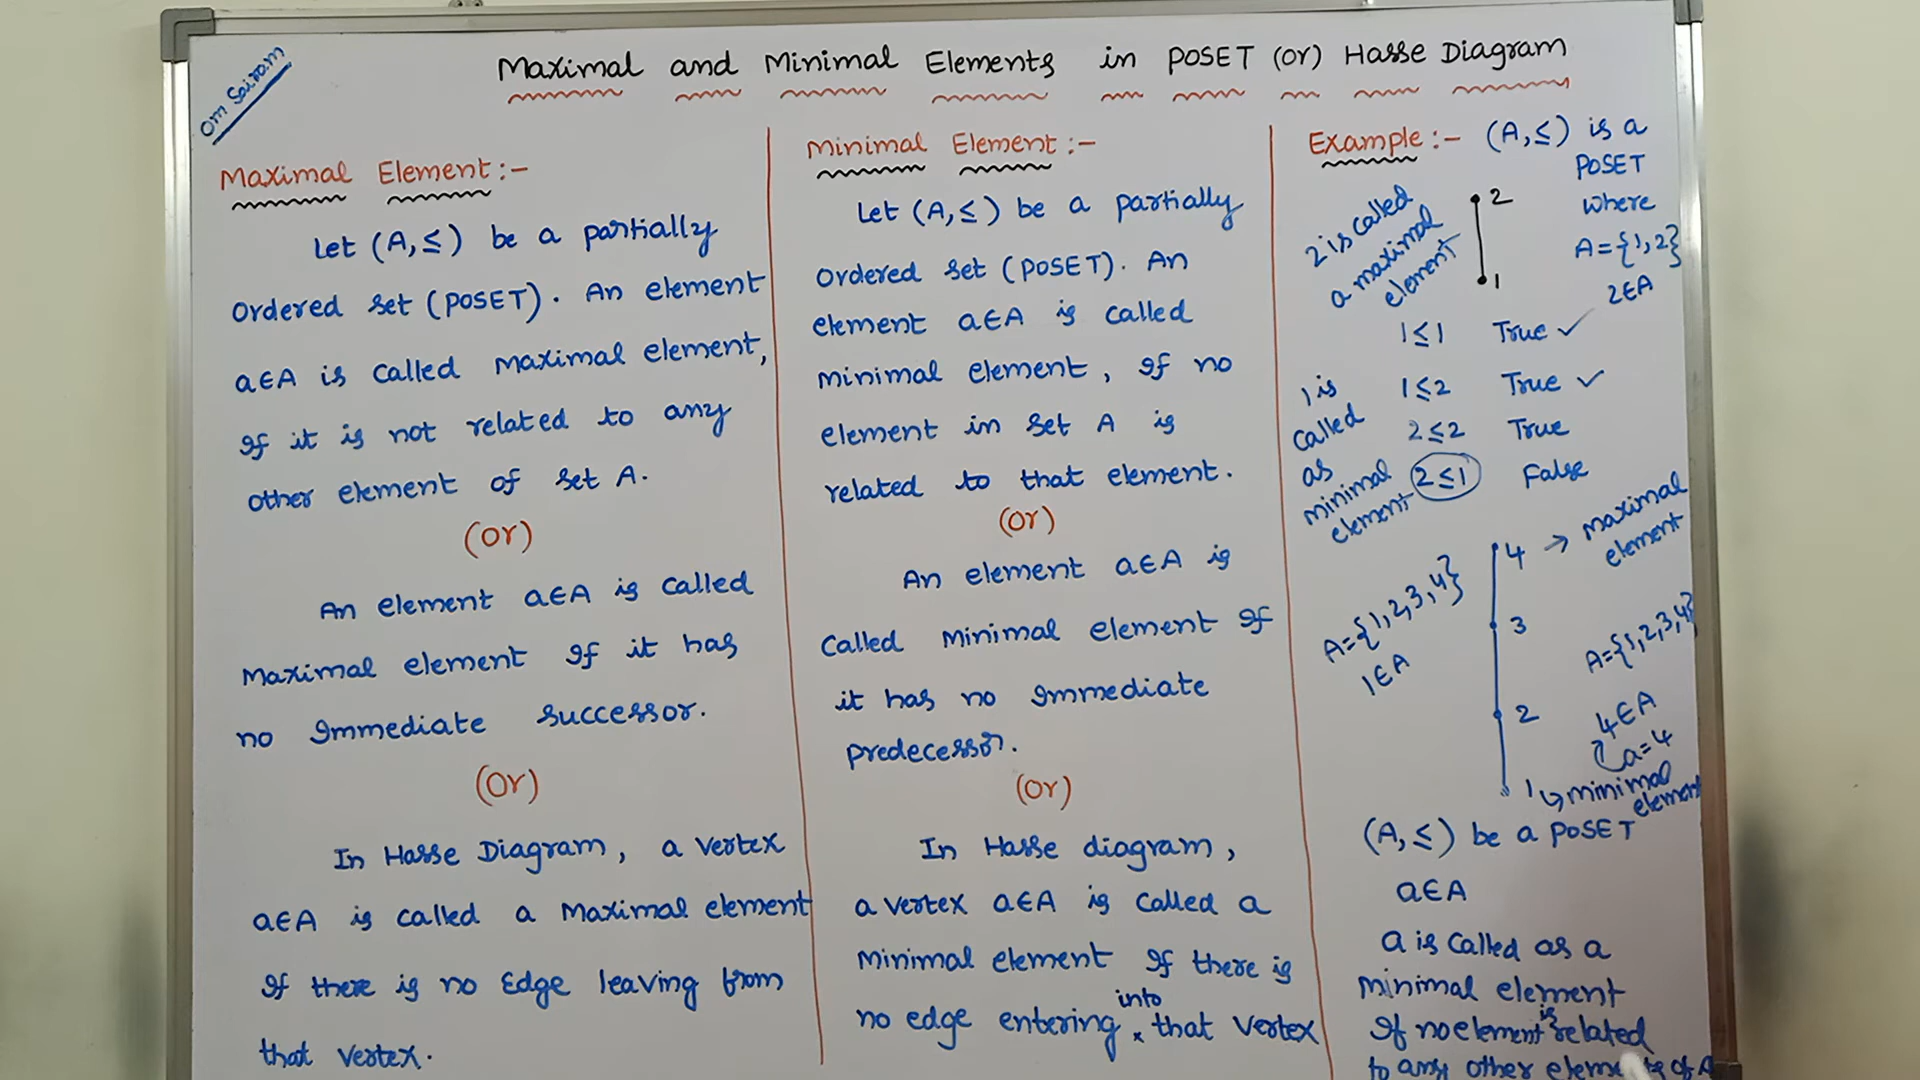 Om Sairam
Maximal and Minimal Elements in POSET (or) Hasse Diagram
Maximal Element :-
Let (A,≤) be a partially
ordered set (POSET). An element
a∈A is called maximal element,
If it is not related to any
other element of set A.
(or)
An element a∈A is called
Maximal element If it has
no Immediate successor.
(or)
In Hasse Diagram, a vertex
a∈A is called a Maximal element
If there is no Edge leaving from
that vertex.
Minimal Element :-
Let (A,≤) be a partially
ordered set (POSET). An
element a∈A is called
minimal element, If no
element in set A is
related to that element.
(or)
An element a∈A is
called minimal element If
it has no Immediate
predecessor.
(or)
In Hasse diagram,
a vertex a∈A is called a
minimal element If there is
no edge entering into that vertex
Example :- (A,≤) is a
POSET
where
A={1,2}
2∈A
2 is called
a maximal
element
2
1
1≤1 True ✓
1≤2 True ✓
2≤2 True
2≤1 False
1 is
called
as
minimal
element
4 → maximal
element
3
2
1 → minimal
element
A={1,2,3,4}
1∈A
A={1,2,3,4}
4∈A
a=4
(A,≤) be a POSET
a∈A
a is called as a
minimal element
If no element is related
to any other elements of A